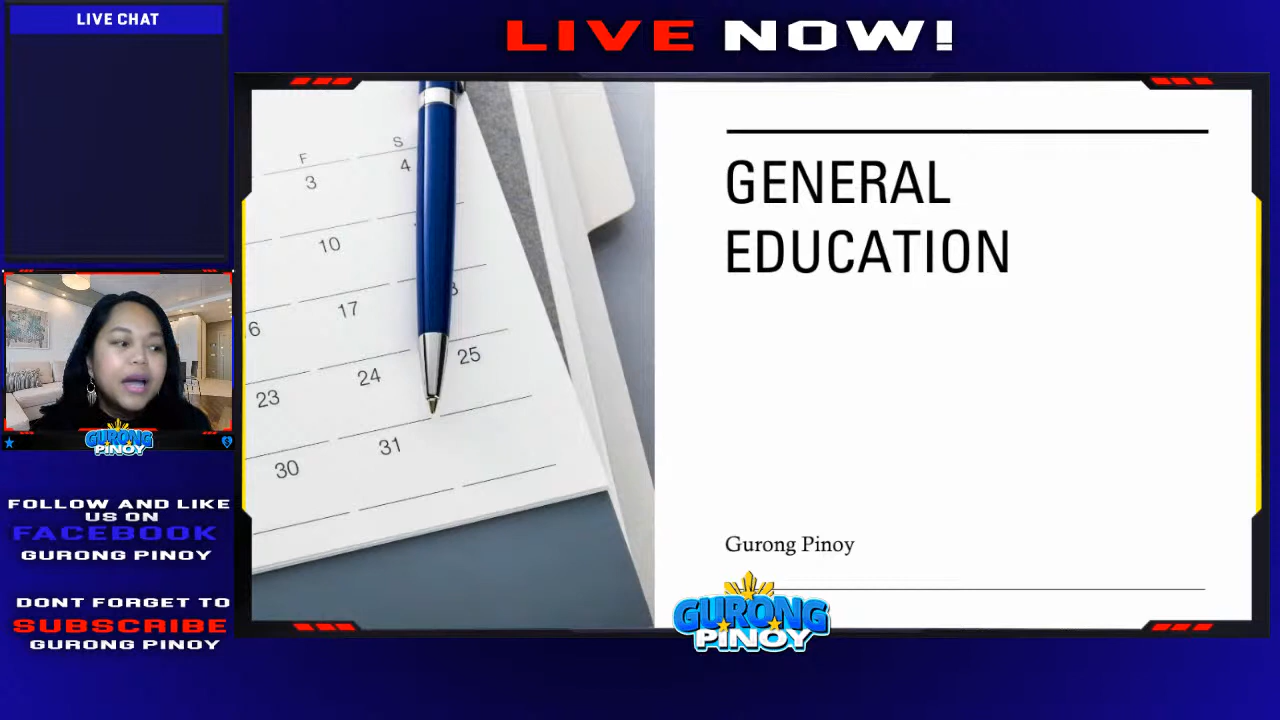 LIVE CHAT
LIVE NOW!
F
S
3
4
10
17
24
25
23
31
30
GENERAL
EDUCATION
Gurong Pinoy
GURONG
PINOY
GURONG
PINOY
FOLLOW AND LIKE
US ON
FACEBOOK
GURONG PINOY
DONT FORGET TO
SUBSCRIBE
GURONG PINOY